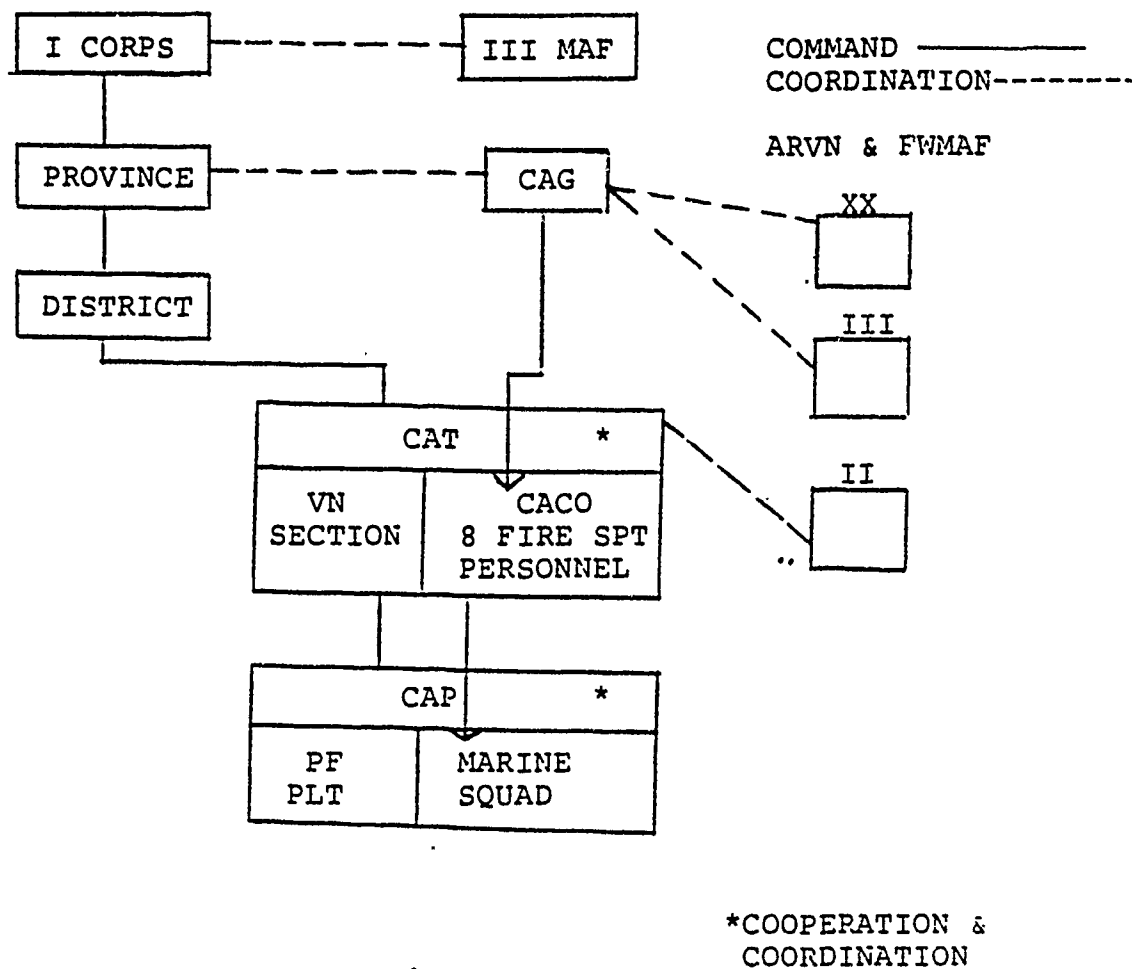 I CORPS
III MAF
COMMAND
COORDINATION
ARVN & FWMAF
PROVINCE
CAG
XX
DISTRICT
III
CAT *
II
VN
SECTION
CACO
8 FIRE SPT
PERSONNEL
CAP *
PF
PLT
MARINE
SQUAD
*COOPERATION &
COORDINATION